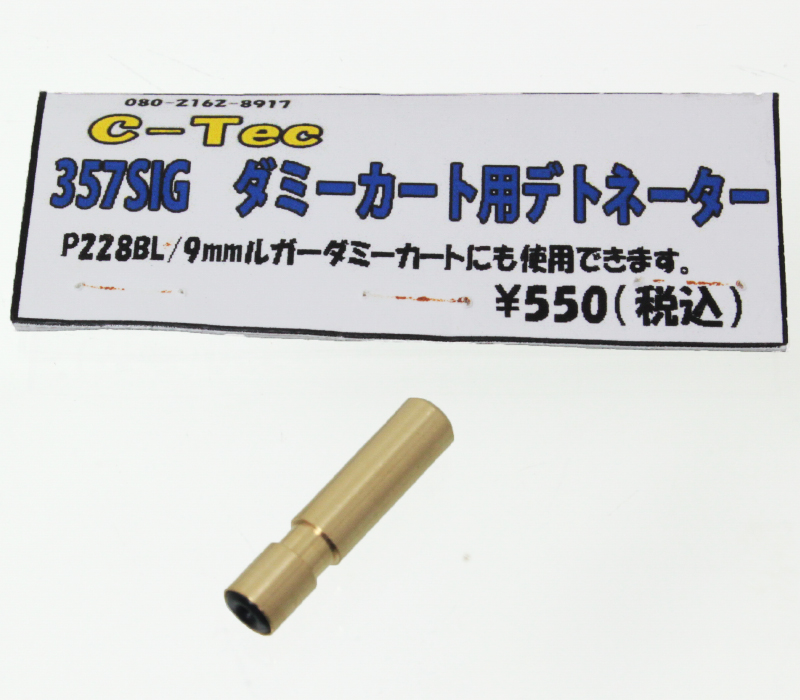 080-2162-8917
C-Tec
357SIG ダミーカート用デトネーター
P228BL/9mmルガーダミーカートにも使用できます。
¥550(税込)